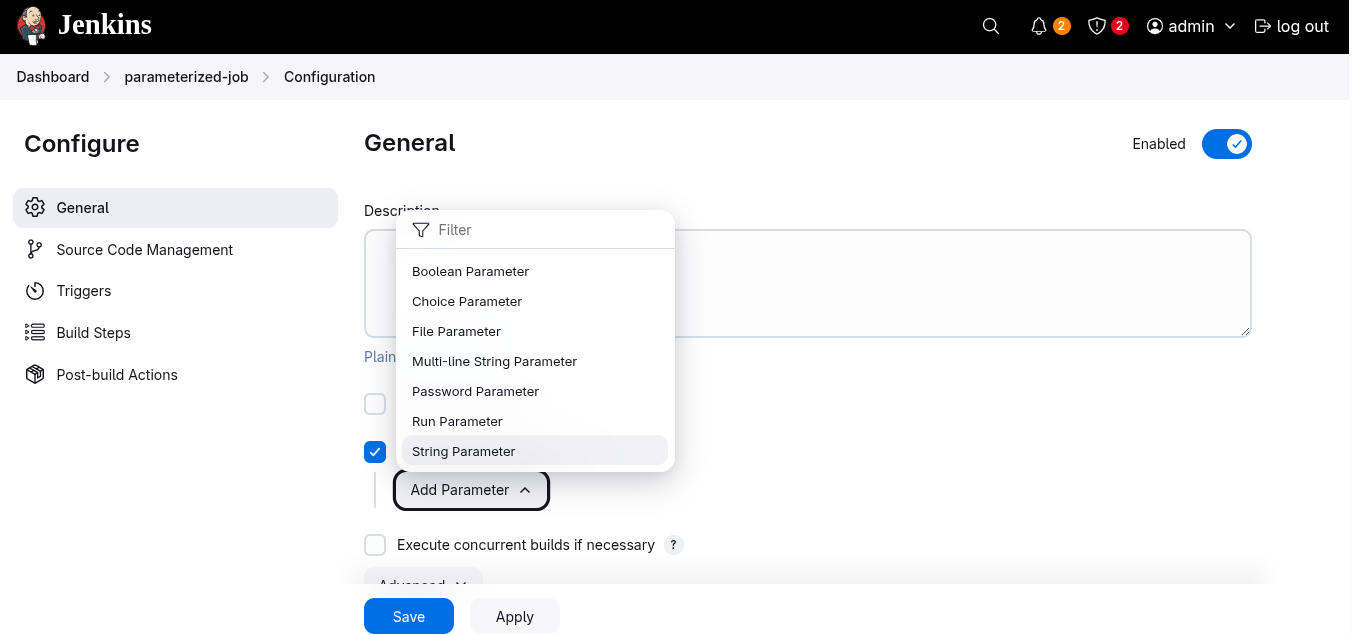 Jenkins
2
2
admin
log out
Dashboard
parameterized-job
Configuration
Configure
General
Enabled
General
Source Code Management
Triggers
Build Steps
Post-build Actions
Description
Filter
Boolean Parameter
Choice Parameter
File Parameter
Multi-line String Parameter
Password Parameter
Run Parameter
String Parameter
Plain
Add Parameter
Execute concurrent builds if necessary ?
Advanced
Save
Apply